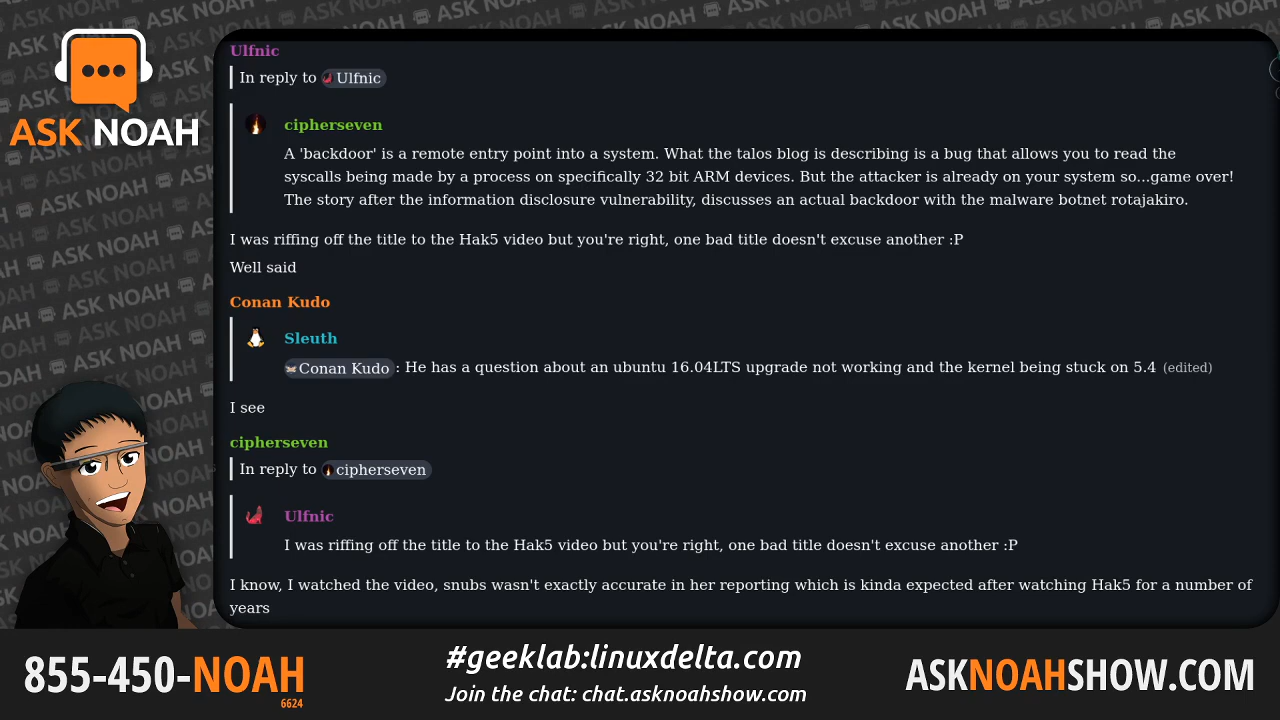 ASK NOAH
Ulfnic
In reply to Ulfnic
cipherseven
A 'backdoor' is a remote entry point into a system. What the talos blog is describing is a bug that allows you to read the
syscalls being made by a process on specifically 32 bit ARM devices. But the attacker is already on your system so...game over!
The story after the information disclosure vulnerability, discusses an actual backdoor with the malware botnet rotajakiro.
I was riffing off the title to the Hak5 video but you're right, one bad title doesn't excuse another :P
Well said
Conan Kudo
Sleuth
Conan Kudo: He has a question about an ubuntu 16.04LTS upgrade not working and the kernel being stuck on 5.4 (edited)
I see
cipherseven
In reply to cipherseven
Ulfnic
I was riffing off the title to the Hak5 video but you're right, one bad title doesn't excuse another :P
I know, I watched the video, snubs wasn't exactly accurate in her reporting which is kinda expected after watching Hak5 for a number of
years
855-450-NOAH
6624
#geeklab:linuxdelta.com
Join the chat: chat.asknoahshow.com
ASKNOAHSHOW.COM